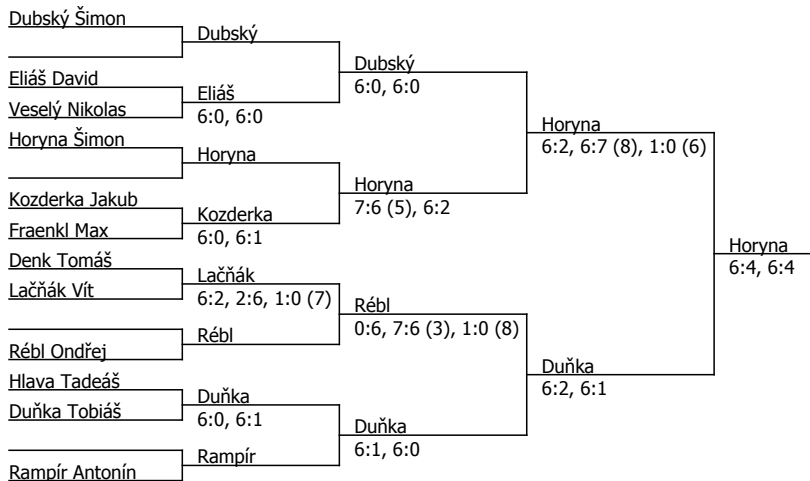 Dubský Šimon
Dubský
Dubský
6:0, 6:0
Eliáš David
Eliáš
Veselý Nikolas
6:0, 6:0
Horyna
6:2, 6:7 (8), 1:0 (6)
Horyna Šimon
Horyna
Horyna
7:6 (5), 6:2
Kozderka Jakub
Kozderka
Fraenkl Max
6:0, 6:1
Horyna
6:4, 6:4
Denk Tomáš
Lačňák
Lačňák Vít
6:2, 2:6, 1:0 (7)
Rébl
0:6, 7:6 (3), 1:0 (8)
Rébl
Rébl Ondřej
Duňka
6:2, 6:1
Hlava Tadeáš
Duňka
Duňka Tobiáš
6:0, 6:1
Duňka
6:1, 6:0
Rampír
Rampír Antonín